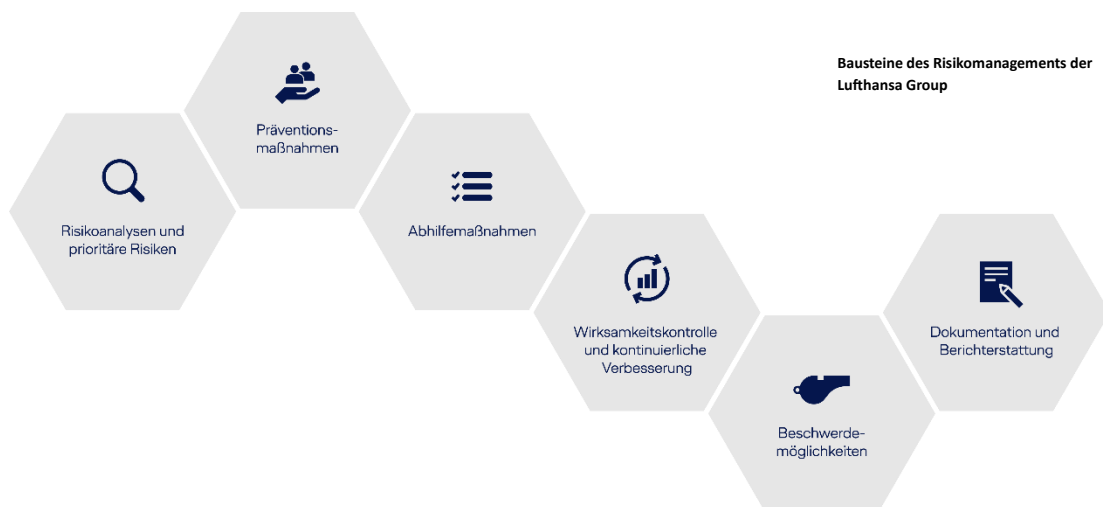 Bausteine des Risikomanagements der
Lufthansa Group
Risikoanalysen und
prioritäre Risiken
Präventions-
maßnahmen
Abhilfemaßnahmen
Wirksamkeitskontrolle
und kontinuierliche
Verbesserung
Beschwerde-
möglichkeiten
Dokumentation und
Berichterstattung